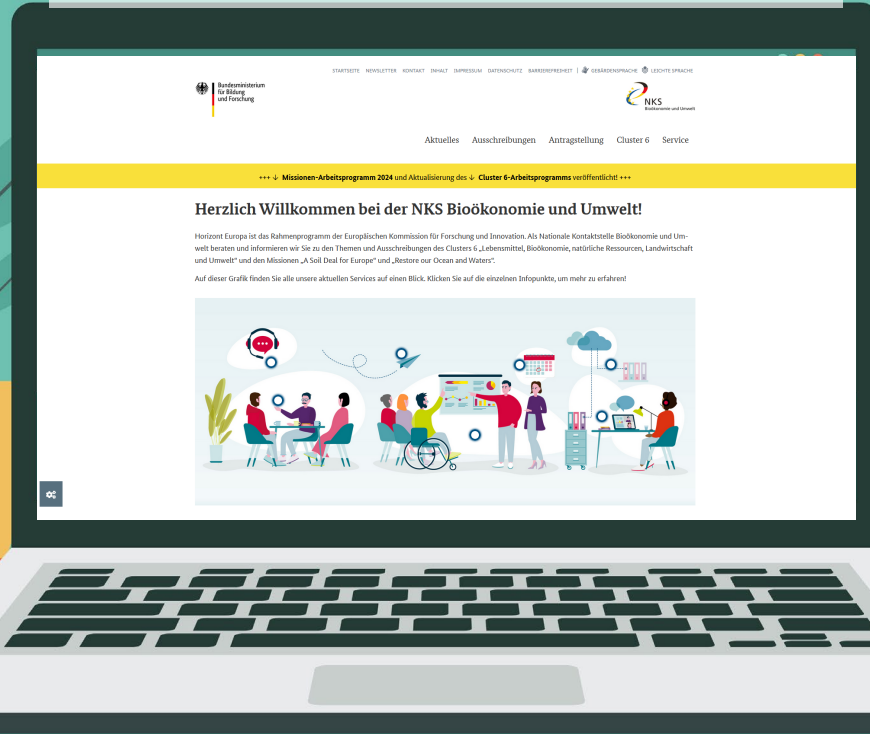 STARTSEITE NEWSLETTER KONTAKT INHALT IMPRESSUM DATENSCHUTZ BARRIEREFREIHEIT | GEBÄRDENSPRACHE LEICHTE SPRACHE
Bundesministerium
für Bildung
und Forschung
NKS
Bioökonomie und Umwelt
Aktuelles Ausschreibungen Antragstellung Cluster 6 Service
+++ ↓ Missionen-Arbeitsprogramm 2024 und Aktualisierung des ↓ Cluster 6-Arbeitsprogramms veröffentlicht! +++
Herzlich Willkommen bei der NKS Bioökonomie und Umwelt!
Horizont Europa ist das Rahmenprogramm der Europäischen Kommission für Forschung und Innovation. Als Nationale Kontaktstelle Bioökonomie und Um-
welt beraten und informieren wir Sie zu den Themen und Ausschreibungen des Clusters 6 „Lebensmittel, Bioökonomie, natürliche Ressourcen, Landwirtschaft
und Umwelt“ und den Missionen „A Soil Deal for Europe“ und „Restore our Ocean and Waters“.
Auf dieser Grafik finden Sie alle unsere aktuellen Services auf einen Blick. Klicken Sie auf die einzelnen Infopunkte, um mehr zu erfahren!